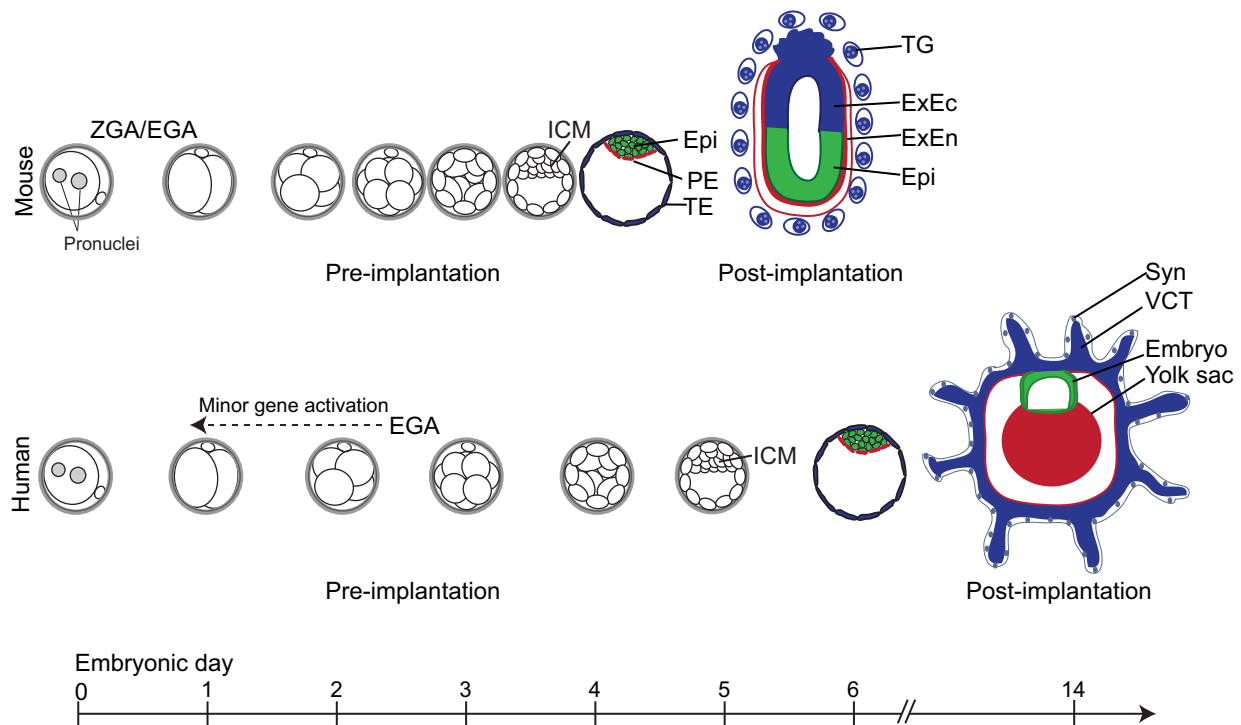 TG
ZGA/EGA
ICM
ExEc
Epi
ExEn
PE
Epi
TE
Mouse
Pronuclei
Pre-implantation
Post-implantation
Syn
VCT
Embryo
Yolk sac
Minor gene activation
EGA
ICM
Human
Pre-implantation
Post-implantation
Embryonic day
0 1 2 3 4 5 6 14